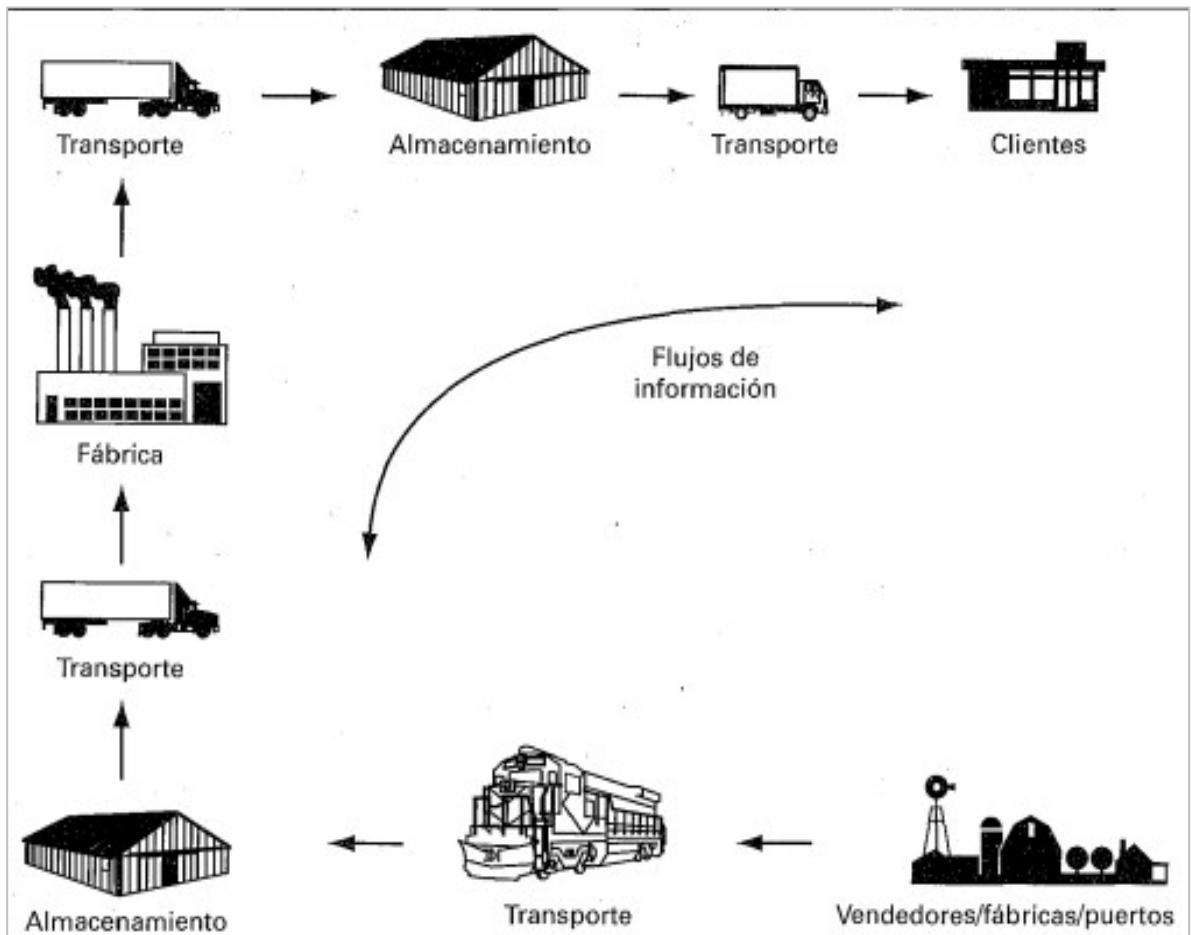 Transporte
Almacenamiento
Transporte
Clientes
Flujos de
información
Fábrica
Transporte
Almacenamiento
Transporte
Vendedores/fábricas/puertos